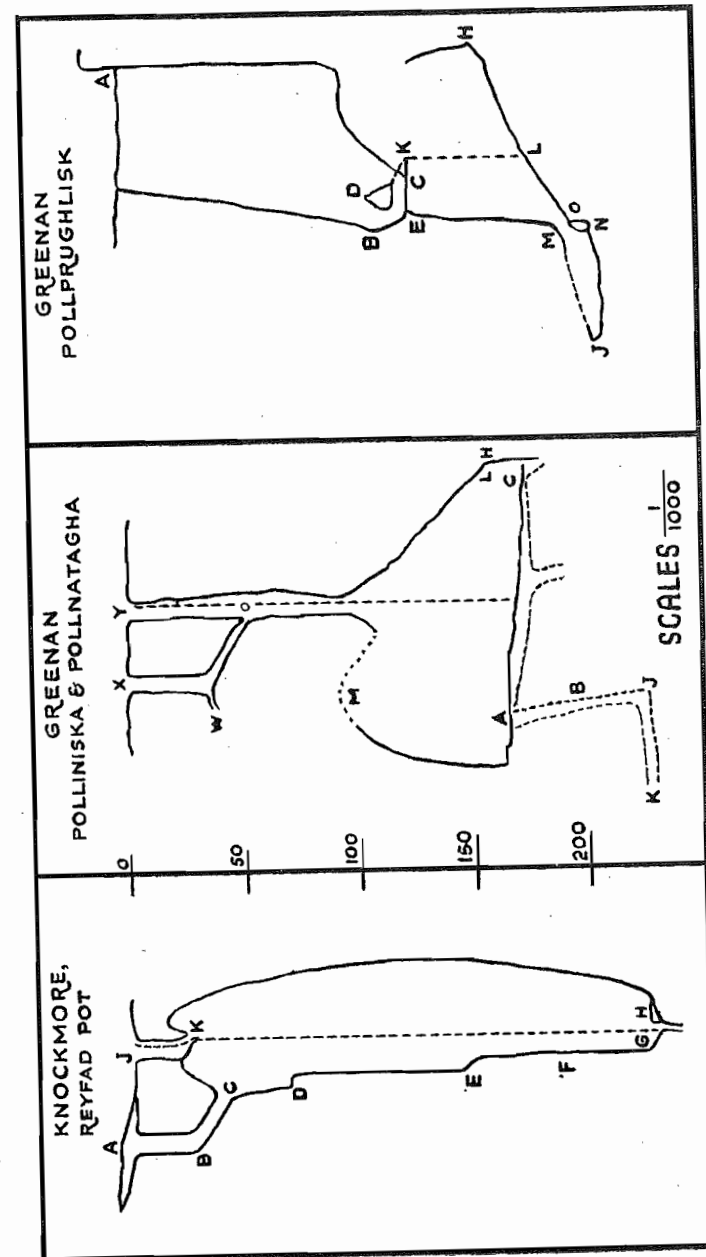 KNOCKMORE,
REYFAD POT
A
J
K
B
C
D
E
F
G
H
0
50
100
150
200
GREENAN
POLLINISKA & POLLNATAGHA
X
Y
O
W
M
L
H
A
C
B
J
K
SCALES 1/1000
GREENAN
POLLPRUGHLISK
A
D
K
B
C
E
H
L
M
O
N
J